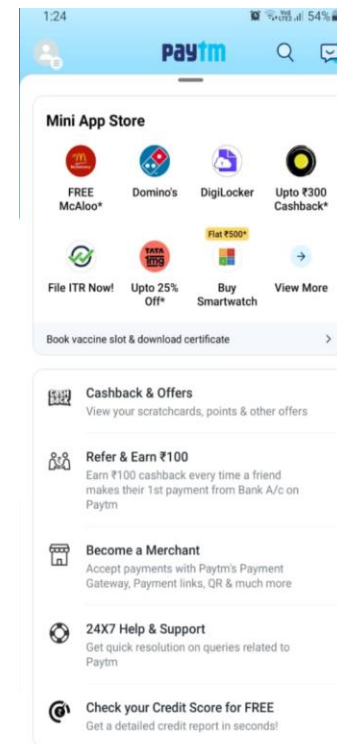 1:24
54%
paytm
Mini App Store
FREE
McAloo*
Domino's
DigiLocker
Upto ₹300
Cashback*
Flat ₹500*
TATA
1mg
File ITR Now!
Upto 25%
Off*
Buy
Smartwatch
View More
Book vaccine slot & download certificate
Cashback & Offers
View your scratchcards, points & other offers
Refer & Earn ₹100
Earn ₹100 cashback every time a friend
makes their 1st payment from Bank A/c on
Paytm
Become a Merchant
Accept payments with Paytm's Payment
Gateway, Payment links, QR & much more
24X7 Help & Support
Get quick resolution on queries related to
Paytm
Check your Credit Score for FREE
Get a detailed credit report in seconds!